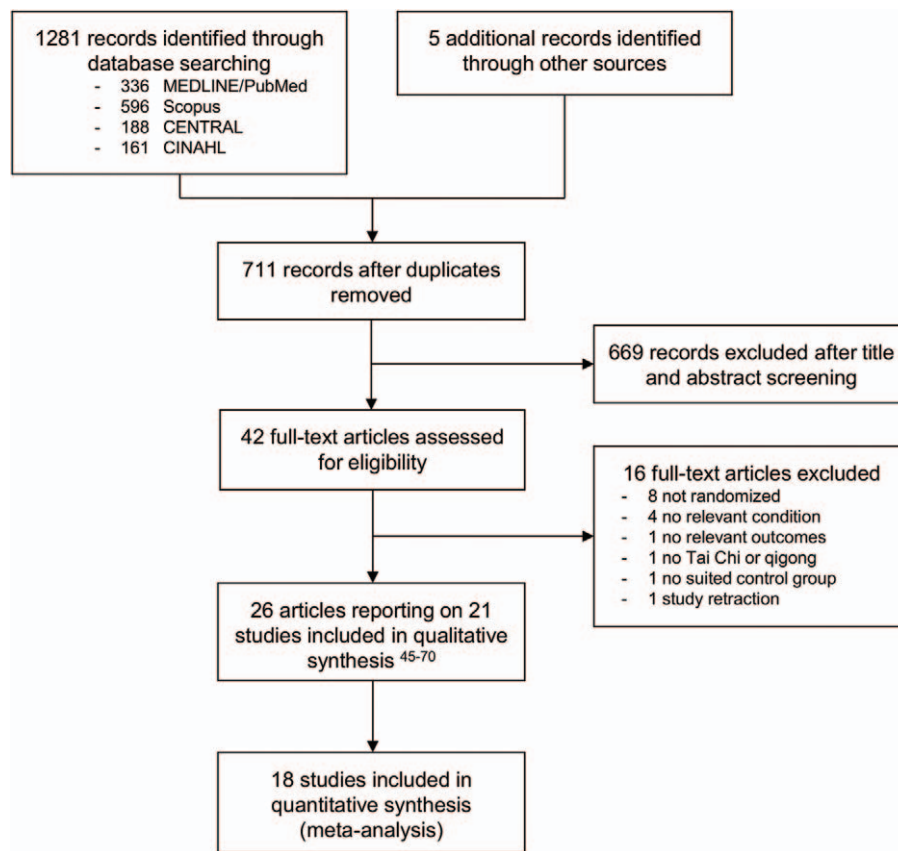 1281 records identified through
database searching
- 336 MEDLINE/PubMed
- 596 Scopus
- 188 CENTRAL
- 161 CINAHL
5 additional records identified
through other sources
711 records after duplicates
removed
669 records excluded after title
and abstract screening
42 full-text articles assessed
for eligibility
16 full-text articles excluded
- 8 not randomized
- 4 no relevant condition
- 1 no relevant outcomes
- 1 no Tai Chi or qigong
- 1 no suited control group
- 1 study retraction
26 articles reporting on 21
studies included in qualitative
synthesis 45-70
18 studies included in
quantitative synthesis
(meta-analysis)